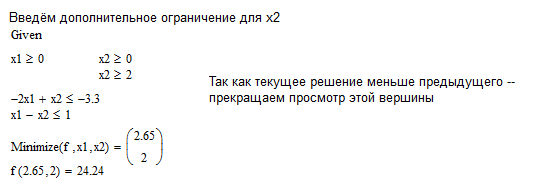 Введём дополнительное ограничение для x2
Given
x1 ≥ 0 x2 ≥ 0
x2 ≥ 2
Так как текущее решение меньше предыдущего --
прекращаем просмотр этой вершины
−2x1 + x2 ≤ −3.3
x1 − x2 ≤ 1
Minimize(f ,x1,x2) = (2.65
2)
f(2.65,2) = 24.24